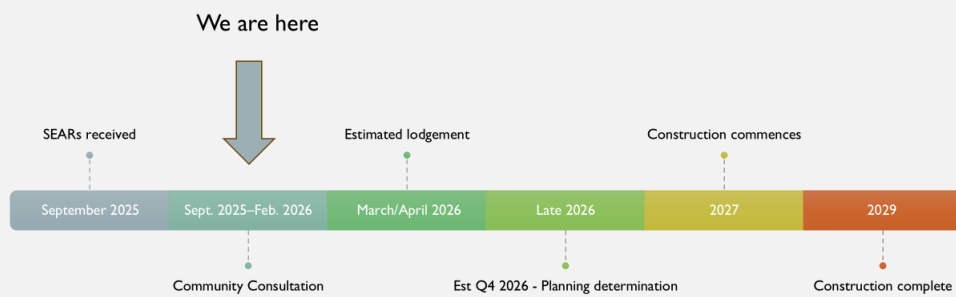 We are here
SEARs received
Estimated lodgement
Construction commences
September 2025
Sept. 2025–Feb. 2026
March/April 2026
Late 2026
2027
2029
Community Consultation
Est Q4 2026 - Planning determination
Construction complete